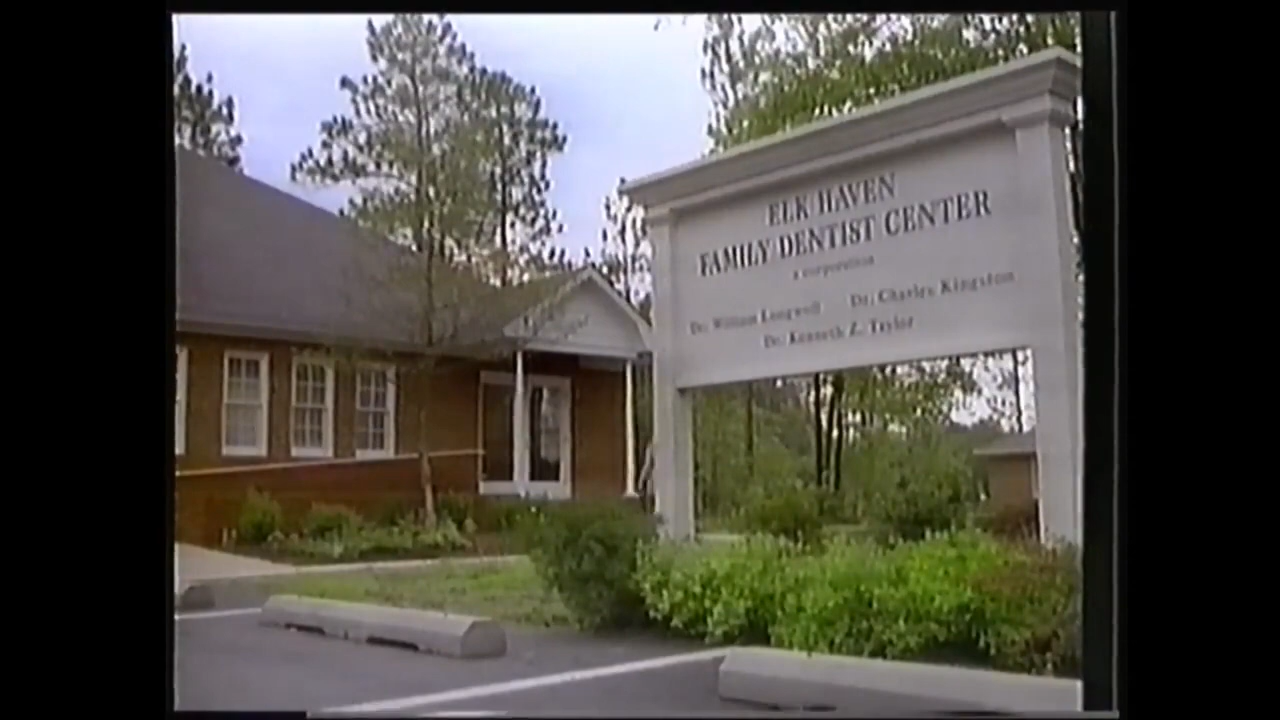 ELK HAVEN
FAMILY DENTIST CENTER
a corporation
Dr. William Longwell Dr. Charles Kingston
Dr. Kenneth Z. Taylor